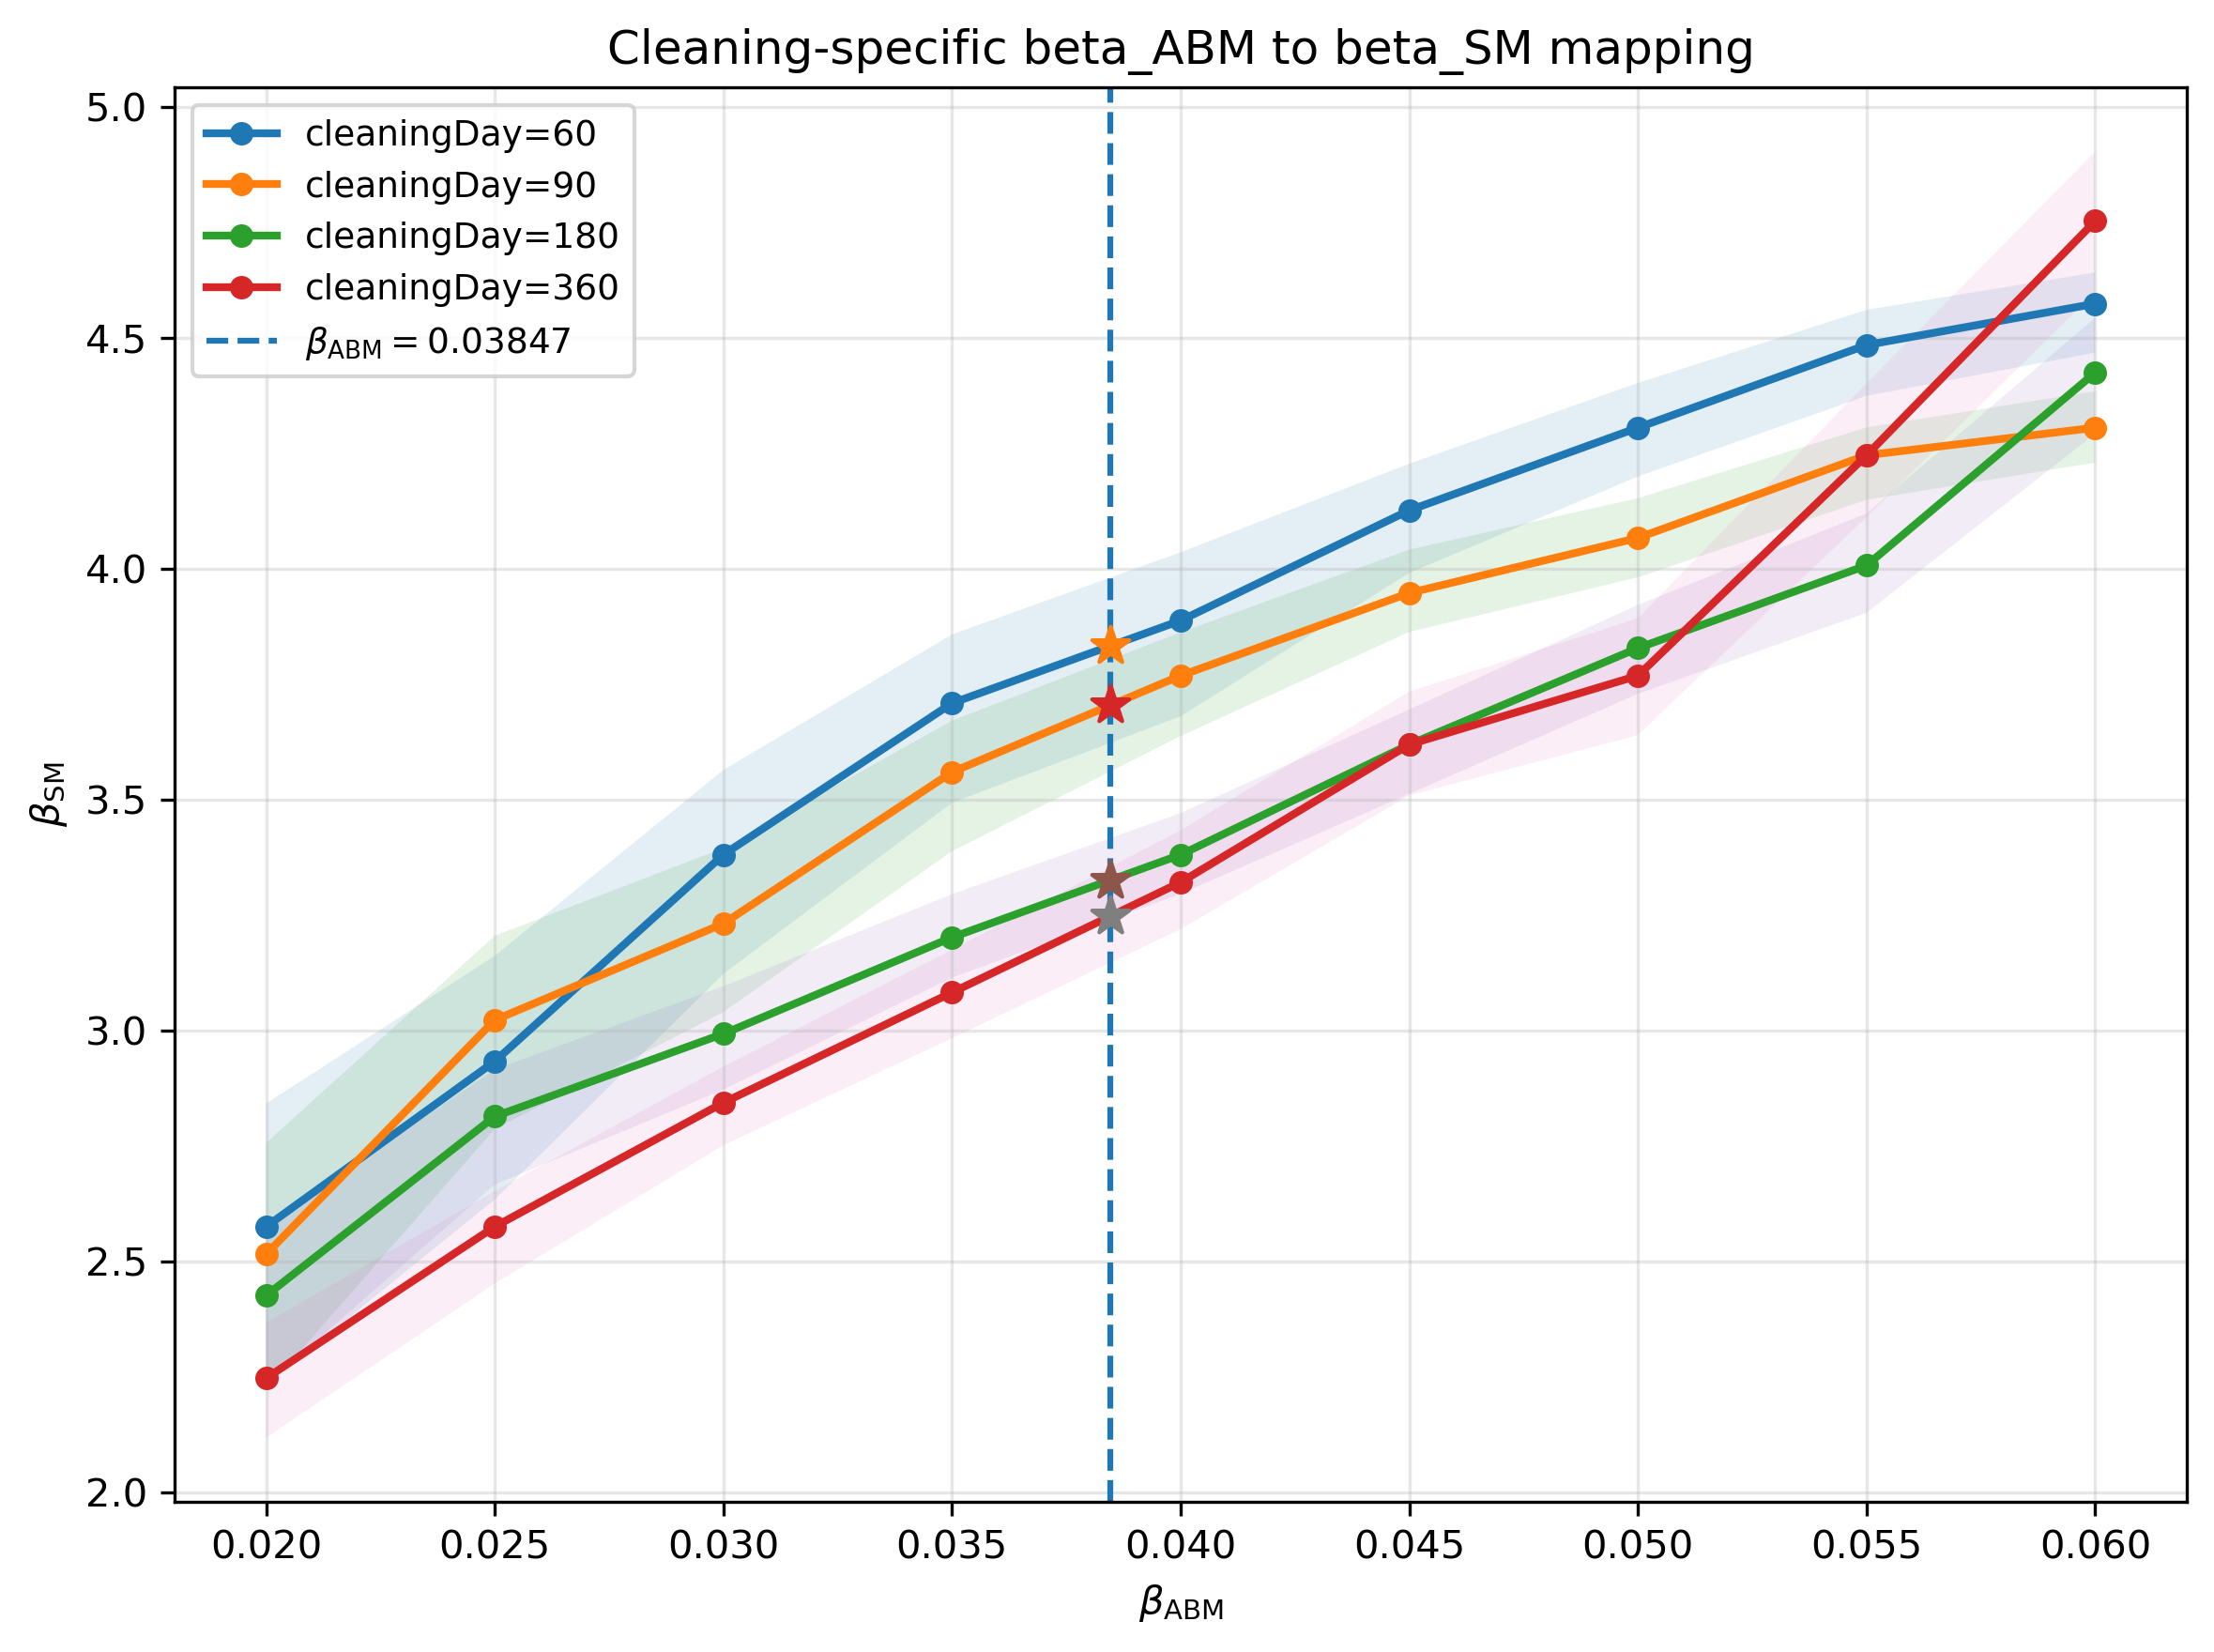 Cleaning-specific beta_ABM to beta_SM mapping
cleaningDay=60
cleaningDay=90
cleaningDay=180
cleaningDay=360
β_ABM = 0.03847
5.0
4.5
4.0
3.5
3.0
2.5
2.0
β_SM
0.020 0.025 0.030 0.035 0.040 0.045 0.050 0.055 0.060
β_ABM